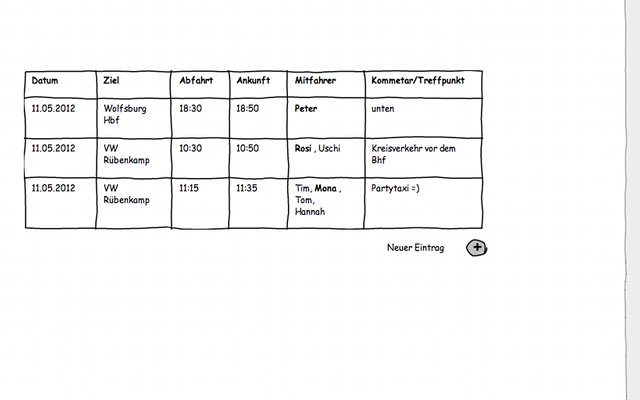 Datum Ziel Abfahrt Ankunft Mitfahrer Kommetar/Treffpunkt
11.05.2012 Wolfsburg 18:30 18:50 Peter unten
Hbf
11.05.2012 VW 10:30 10:50 Rosi , Uschi Kreisverkehr vor dem
Rübenkamp Bhf
11.05.2012 VW 11:15 11:35 Tim, Mona , Partytaxi =)
Rübenkamp Tom,
Hannah
Neuer Eintrag +